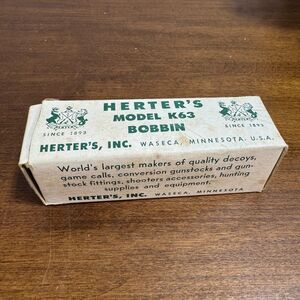 HERTER'S
MODEL K63
BOBBIN
HERTER'S
SINCE 1893
SINCE 1893
HERTER'S, INC. WASECA, MINNESOTA, U.S.A.
World's largest makers of quality decoys,
game calls, conversion gunstocks and gun-
stock fittings, shooters accessories, hunting
supplies and equipment.
HERTER'S, INC. WASECA, MINNESOTA